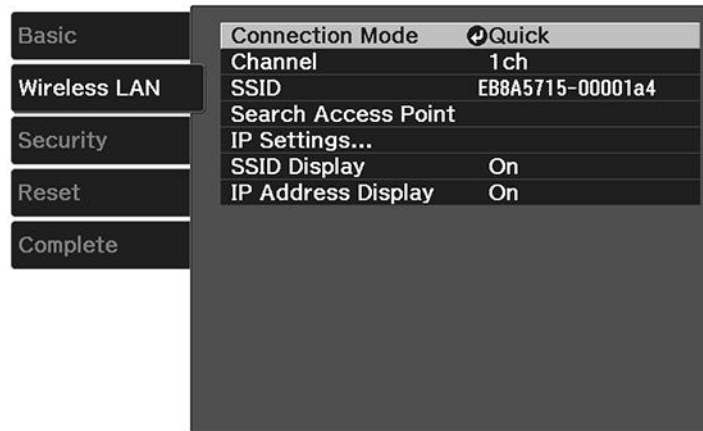 Basic
Wireless LAN
Security
Reset
Complete
Connection Mode Quick
Channel 1ch
SSID EB8A5715-00001a4
Search Access Point
IP Settings...
SSID Display On
IP Address Display On